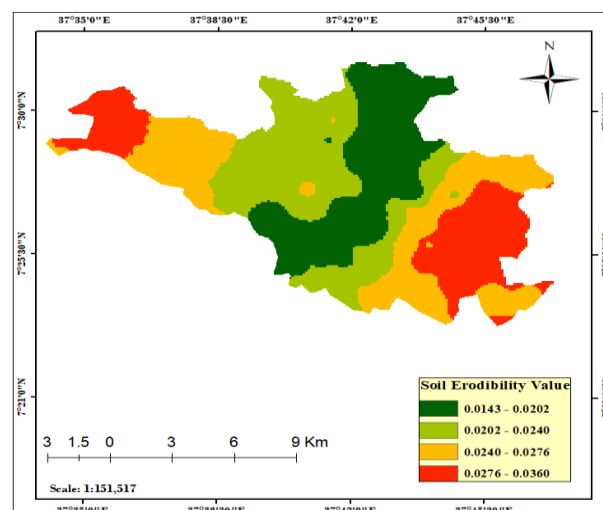 37°35'0"E 37°38'30"E 37°42'0"E 37°45'30"E
N
7°30'0"N
7°25'30"N
7°21'0"N
Soil Erodibility Value
0.0143 - 0.0202
0.0202 - 0.0240
0.0240 - 0.0276
0.0276 - 0.0360
3 1.5 0 3 6 9 Km
Scale: 1:151,517